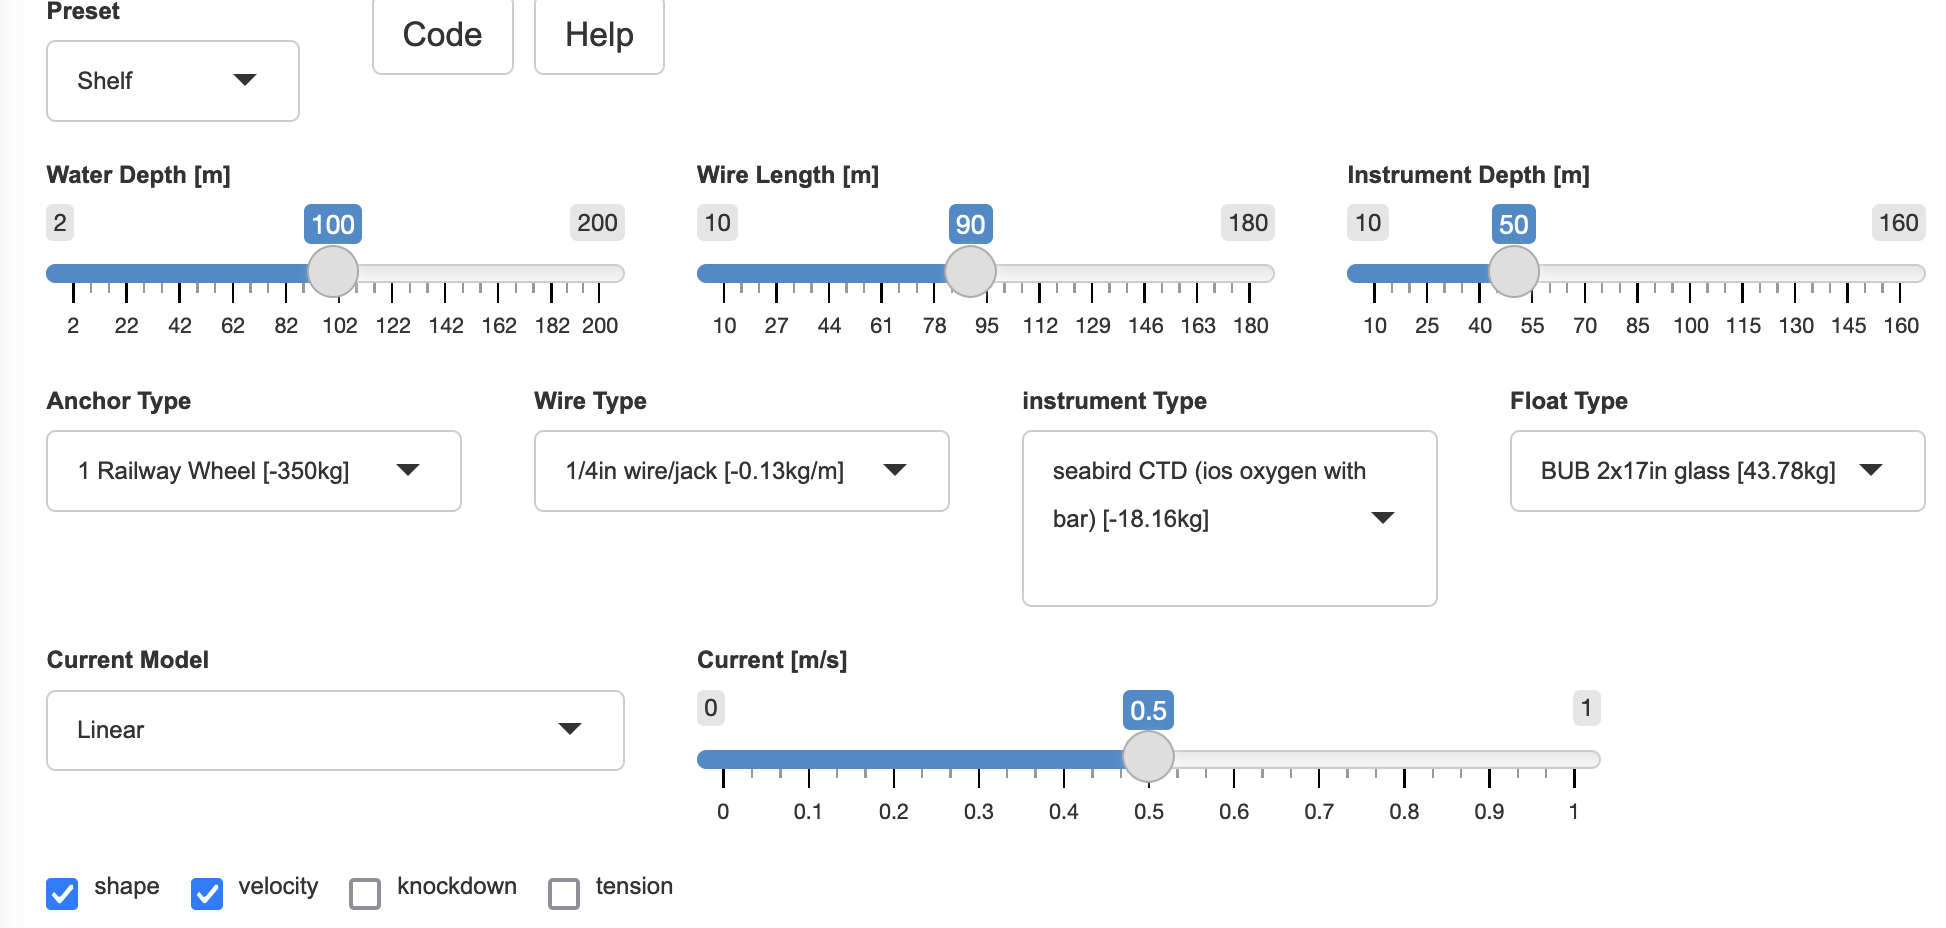 Preset
Code Help
Shelf
Water Depth [m] Wire Length [m] Instrument Depth [m]
2 100 200 10 90 180 10 50 160
2 22 42 62 82 102 122 142 162 182 200 10 27 44 61 78 95 112 129 146 163 180 10 25 40 55 70 85 100 115 130 145 160
Anchor Type Wire Type instrument Type Float Type
1 Railway Wheel [-350kg] 1/4in wire/jack [-0.13kg/m] seabird CTD (ios oxygen with BUB 2x17in glass [43.78kg]
bar) [-18.16kg]
Current Model Current [m/s]
0 0.5 1
Linear
0 0.1 0.2 0.3 0.4 0.5 0.6 0.7 0.8 0.9 1
shape velocity knockdown tension